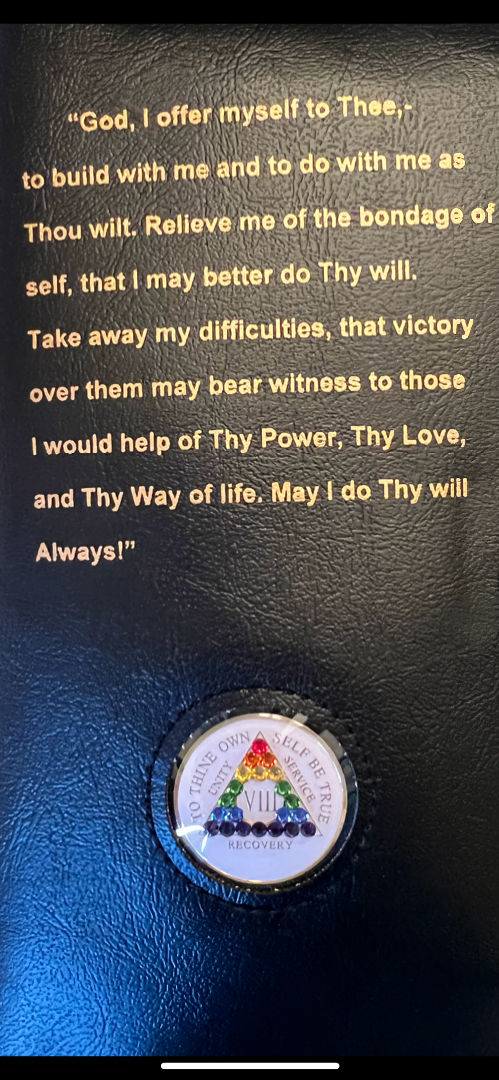 “God, I offer myself to Thee,-
to build with me and to do with me as
Thou wilt. Relieve me of the bondage of
self, that I may better do Thy will.
Take away my difficulties, that victory
over them may bear witness to those
I would help of Thy Power, Thy Love,
and Thy Way of life. May I do Thy will
Always!”
TO THINE OWN SELF BE TRUE
UNITY
SERVICE
VIII
RECOVERY